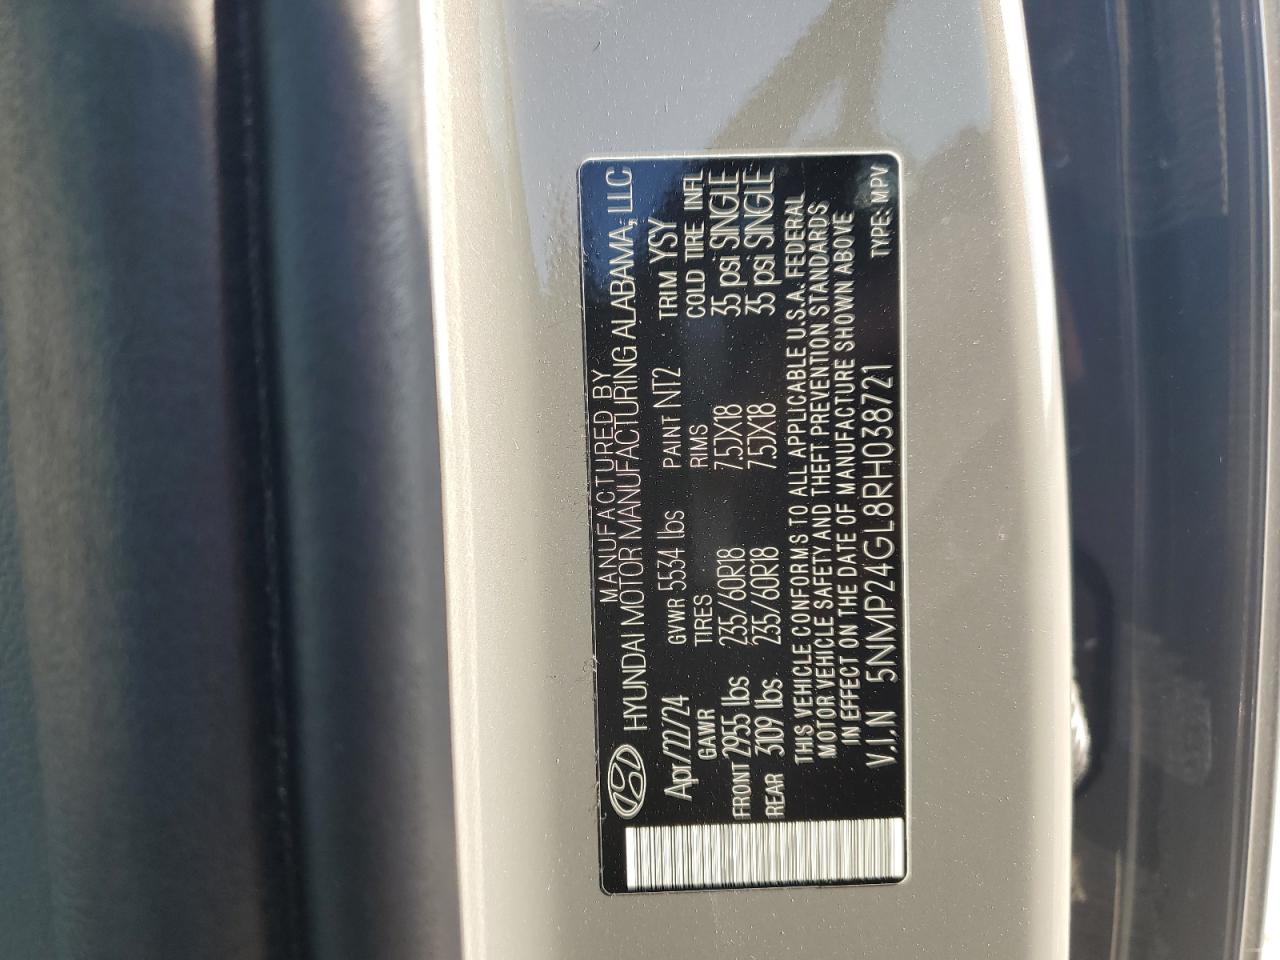 MANUFACTURED BY
HYUNDAI MOTOR MANUFACTURING ALABAMA, LLC
Apr/22/24 GVWR 5534 lbs PAINT NT2 TRIM YSY
GAWR TIRES RIMS COLD TIRE INFL
FRONT 2955 lbs 235/60R18 7.5JX18 35 psi SINGLE
REAR 3109 lbs 235/60R18 7.5JX18 35 psi SINGLE
THIS VEHICLE CONFORMS TO ALL APPLICABLE U.S.A. FEDERAL
MOTOR VEHICLE SAFETY AND THEFT PREVENTION STANDARDS
IN EFFECT ON THE DATE OF MANUFACTURE SHOWN ABOVE
V.I.N 5NMP24GL8RH038721 TYPE: MPV